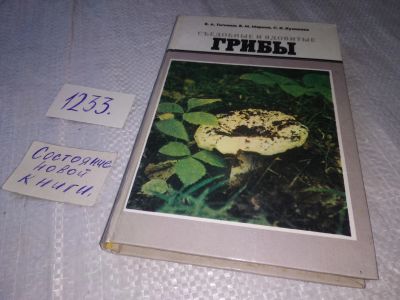 СЪЕДОБНЫЕ И ЯДОВИТЫЕ
ГРИБЫ
1233.
Состояние
новой
книги.